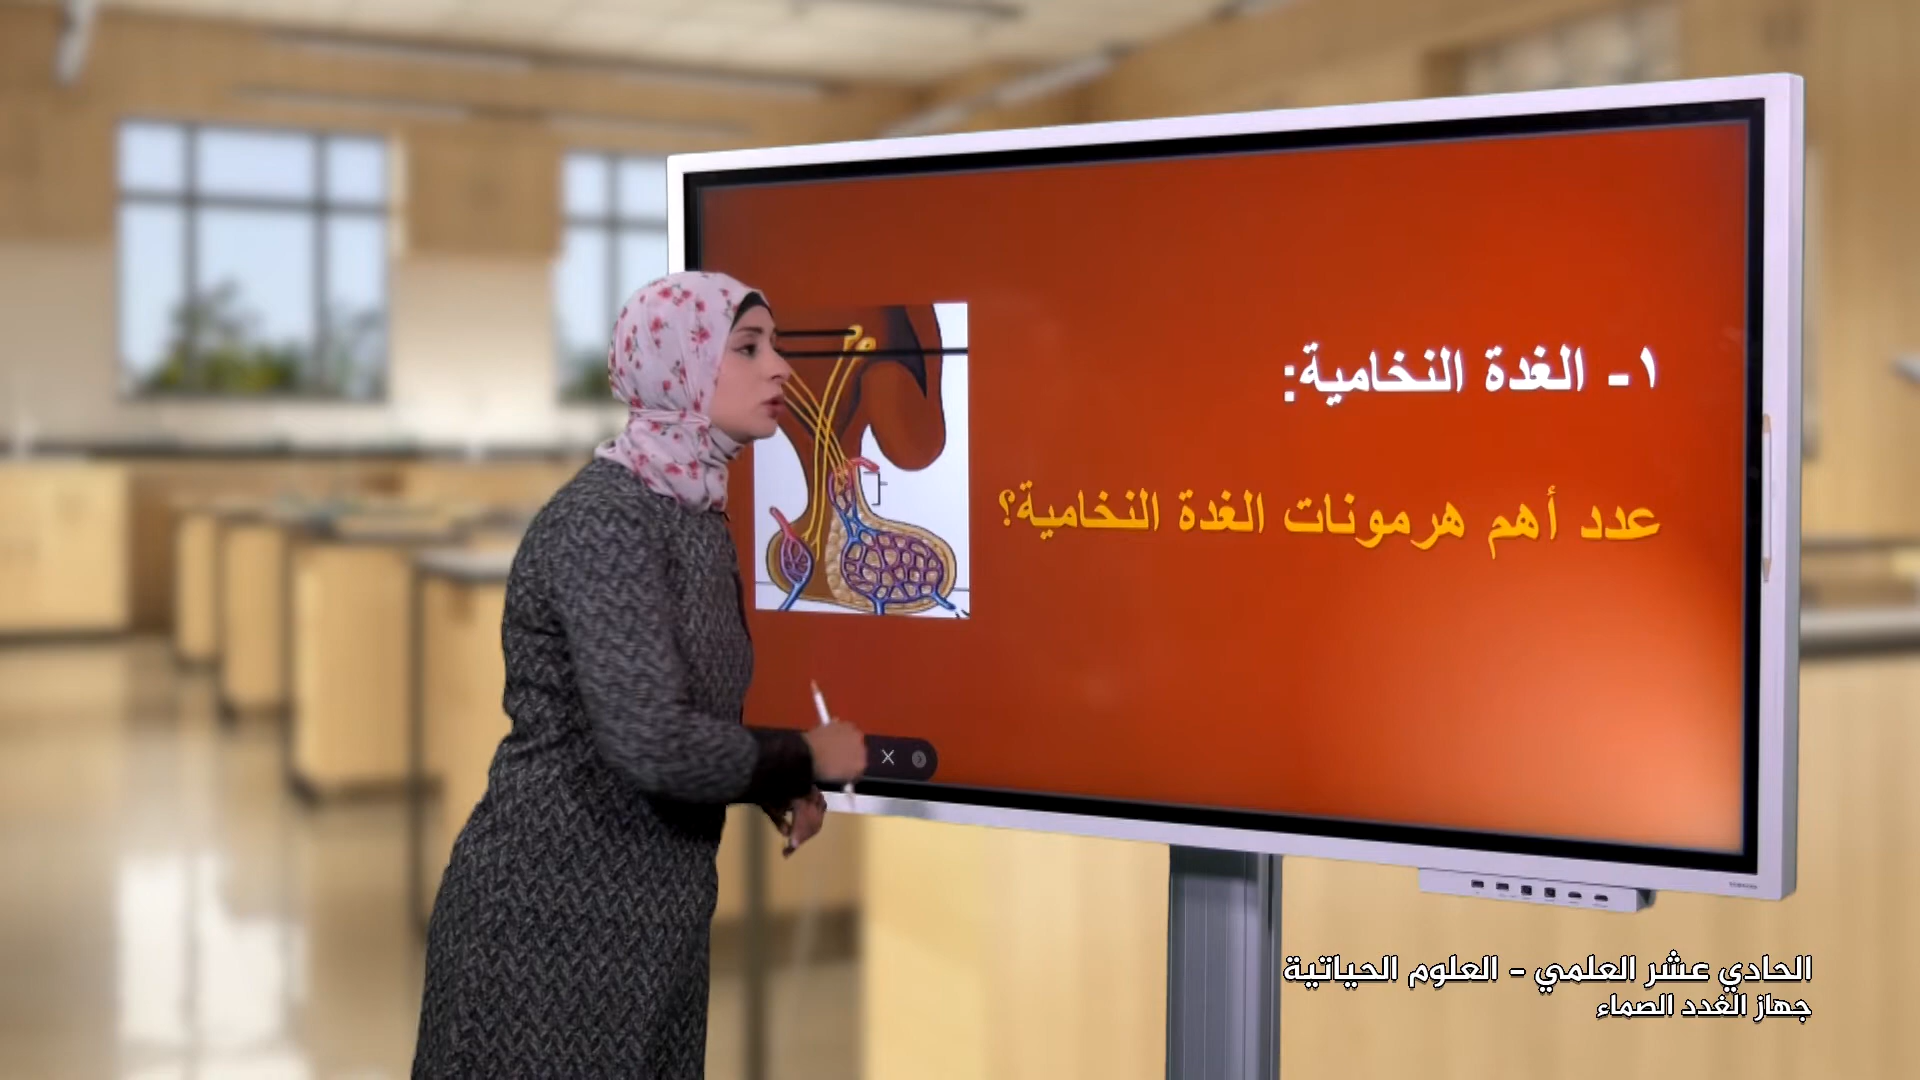 ١- الغدة النخامية:
عدد أهم هرمونات الغدة النخامية؟
الحادي عشر العلمي - العلوم الحياتية
جهاز الغدد الصماء